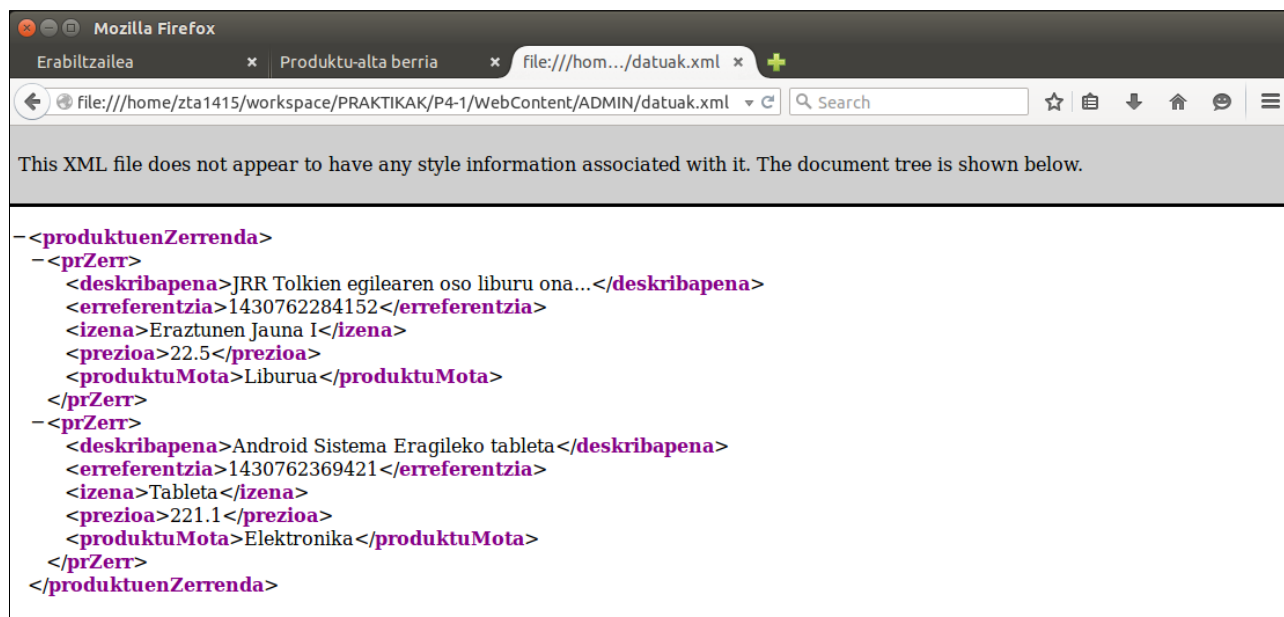 Mozilla Firefox
Erabiltzailea × Produktu-alta berria × file:///hom.../datuak.xml ×
file:///home/zta1415/workspace/PRAKTIKAK/P4-1/WebContent/ADMIN/datuak.xml Search
This XML file does not appear to have any style information associated with it. The document tree is shown below.
−<produktuenZerrenda>
−<prZerr>
<deskribapena>JRR Tolkien egilearen oso liburu ona...</deskribapena>
<erreferentzia>1430762284152</erreferentzia>
<izena>Eraztunen Jauna I</izena>
<prezioa>22.5</prezioa>
<produktuMota>Liburua</produktuMota>
</prZerr>
−<prZerr>
<deskribapena>Android Sistema Eragileko tableta</deskribapena>
<erreferentzia>1430762369421</erreferentzia>
<izena>Tableta</izena>
<prezioa>221.1</prezioa>
<produktuMota>Elektronika</produktuMota>
</prZerr>
</produktuenZerrenda>